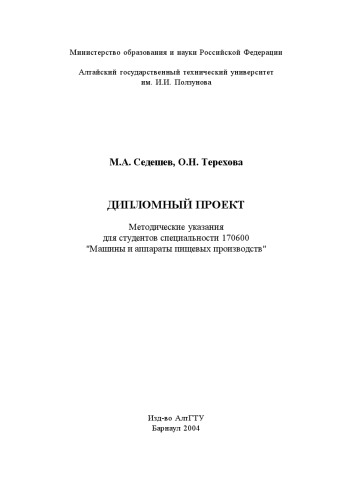 Министерство образования и науки Российской Федерации
Алтайский государственный технический университет
им. И.И. Ползунова
М.А. Седешев, О.Н. Терехова
ДИПЛОМНЫЙ ПРОЕКТ
Методические указания
для студентов специальности 170600
"Машины и аппараты пищевых производств"
Изд-во АлтГТУ
Барнаул 2004